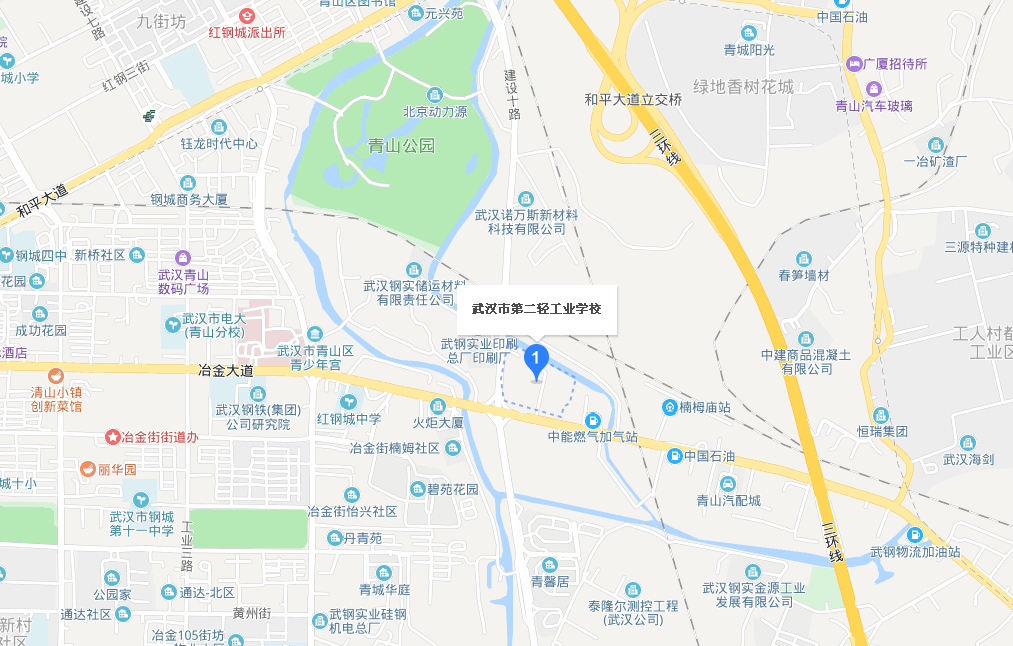 青山区图书馆
元兴苑
中国石油
建设七路
九街坊
红钢城派出所
院
城小学
红钢三街
青城阳光
广厦招待所
绿地香树花城
青山汽车玻璃
建设十路
和平大道立交桥
三环线
北京动力源
青山公园
钰龙时代中心
一冶矿渣厂
和平大道
钢城商务大厦
武汉诺万斯新材料
科技有限公司
三源特种建材
钢城四中
新桥社区
花园
武汉青山
数码广场
春笋墙材
武汉钢实储运材料
有限责任公司
武汉市第二轻工业学校
成功花园
武汉市电大
(青山分校)
酒店
武汉市青山区
青少年宫
武钢实业印刷
总厂印刷厂
1
中建商品混凝土
有限公司
工人村都
工业区
冶金大道
清山小镇
创新菜馆
武汉钢铁(集团)
公司研究院
红钢城中学
火炬大厦
楠栂庙站
中能燃气加气站
恒瑞集团
冶金街街道办
冶金街楠姆社区
中国石油
武汉海剑
丽华园
城十小
碧苑花园
青山汽配城
武汉市钢城
第十一中学
冶金街怡兴社区
工业三路
丹青苑
三环线
武钢物流加油站
公园家
青城华庭
青馨居
通达-北区
武汉钢实金源工业
发展有限公司
通达社区
黄州街
武钢实业硅钢
机电总厂
泰隆尔测控工程
(武汉公司)
新村
社区
冶金105街坊